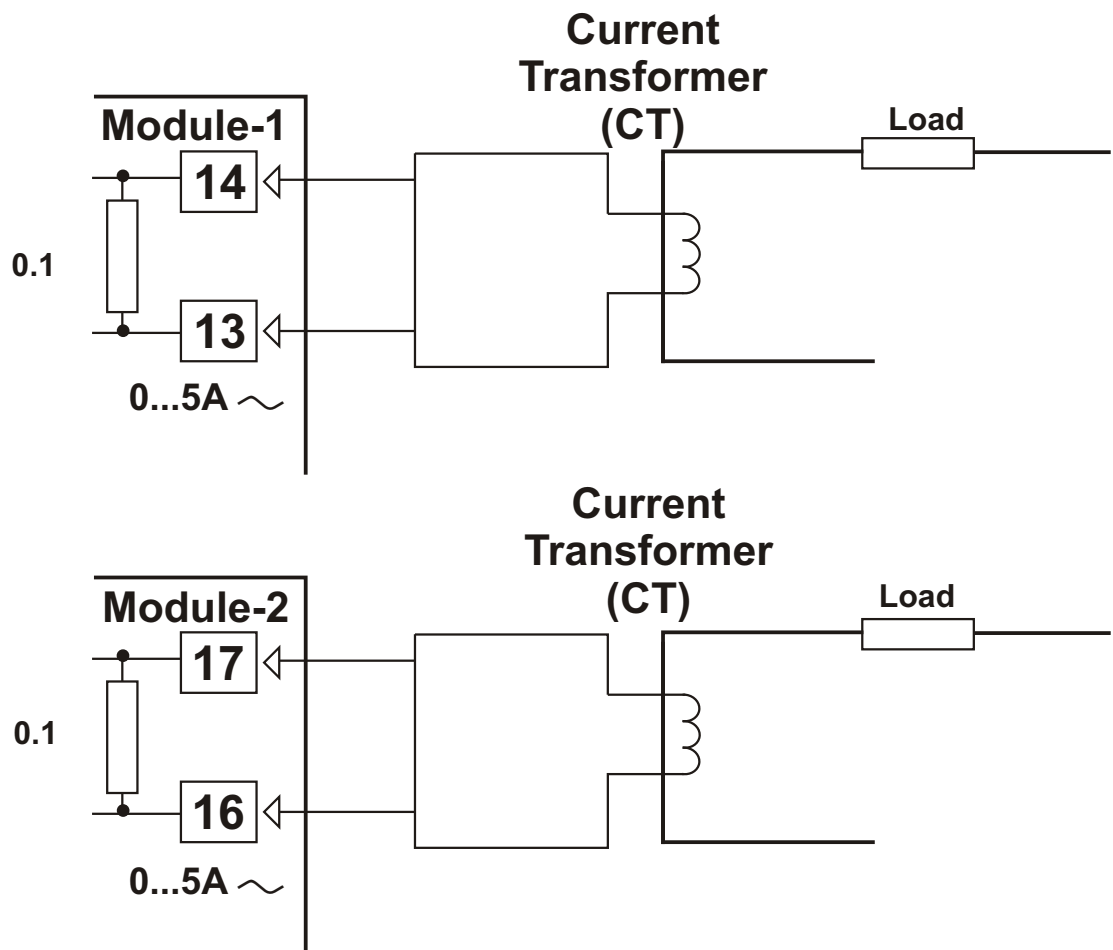 Current
Transformer
(CT)
Load
Module-1
14
0.1
13
0...5A ~
Current
Transformer
(CT)
Load
Module-2
17
0.1
16
0...5A ~